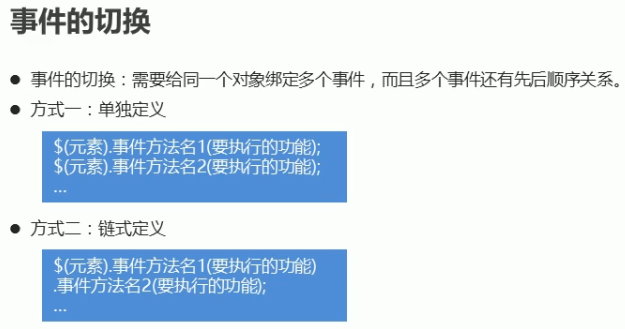 事件的切换
● 事件的切换：需要给同一个对象绑定多个事件，而且多个事件还有先后顺序关系。
● 方式一：单独定义
$(元素).事件方法名1(要执行的功能);
$(元素).事件方法名2(要执行的功能);
...
● 方式二：链式定义
$(元素).事件方法名1(要执行的功能)
.事件方法名2(要执行的功能);
...